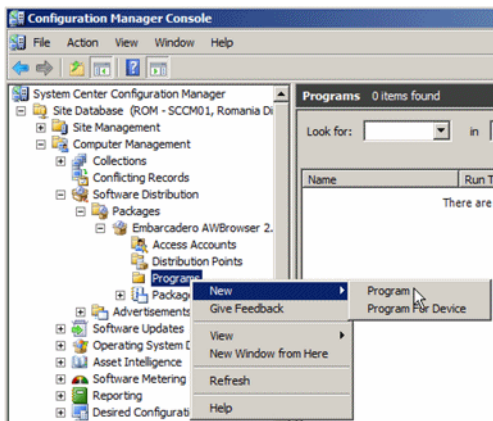 Configuration Manager Console
File Action View Window Help
System Center Configuration Manager
Site Database (ROM - SCCM01, Romania Di
Site Management
Computer Management
Collections
Conflicting Records
Software Distribution
Packages
Embarcadero AWBrowser 2.
Access Accounts
Distribution Points
Programs
Packag
Advertisements
Software Updates
Operating System D
Asset Intelligence
Software Metering
Reporting
Desired Configurati
Programs 0 items found
Look for: in
Name Run T
There are
New
Give Feedback
View
New Window from Here
Refresh
Help
Program
Program For Device